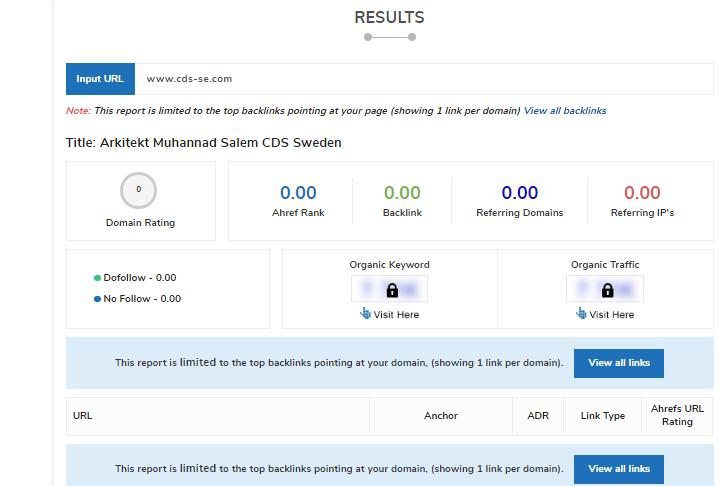 RESULTS
Input URL www.cds-se.com
Note: This report is limited to the top backlinks pointing at your page (showing 1 link per domain) View all backlinks
Title: Arkitekt Muhannad Salem CDS Sweden
0
Domain Rating
0.00
Ahref Rank
0.00
Backlink
0.00
Referring Domains
0.00
Referring IP's
Dofollow - 0.00
No Follow - 0.00
Organic Keyword
Visit Here
Organic Traffic
Visit Here
This report is limited to the top backlinks pointing at your domain, (showing 1 link per domain). View all links
URL Anchor ADR Link Type Ahrefs URL
Rating
This report is limited to the top backlinks pointing at your domain, (showing 1 link per domain). View all links